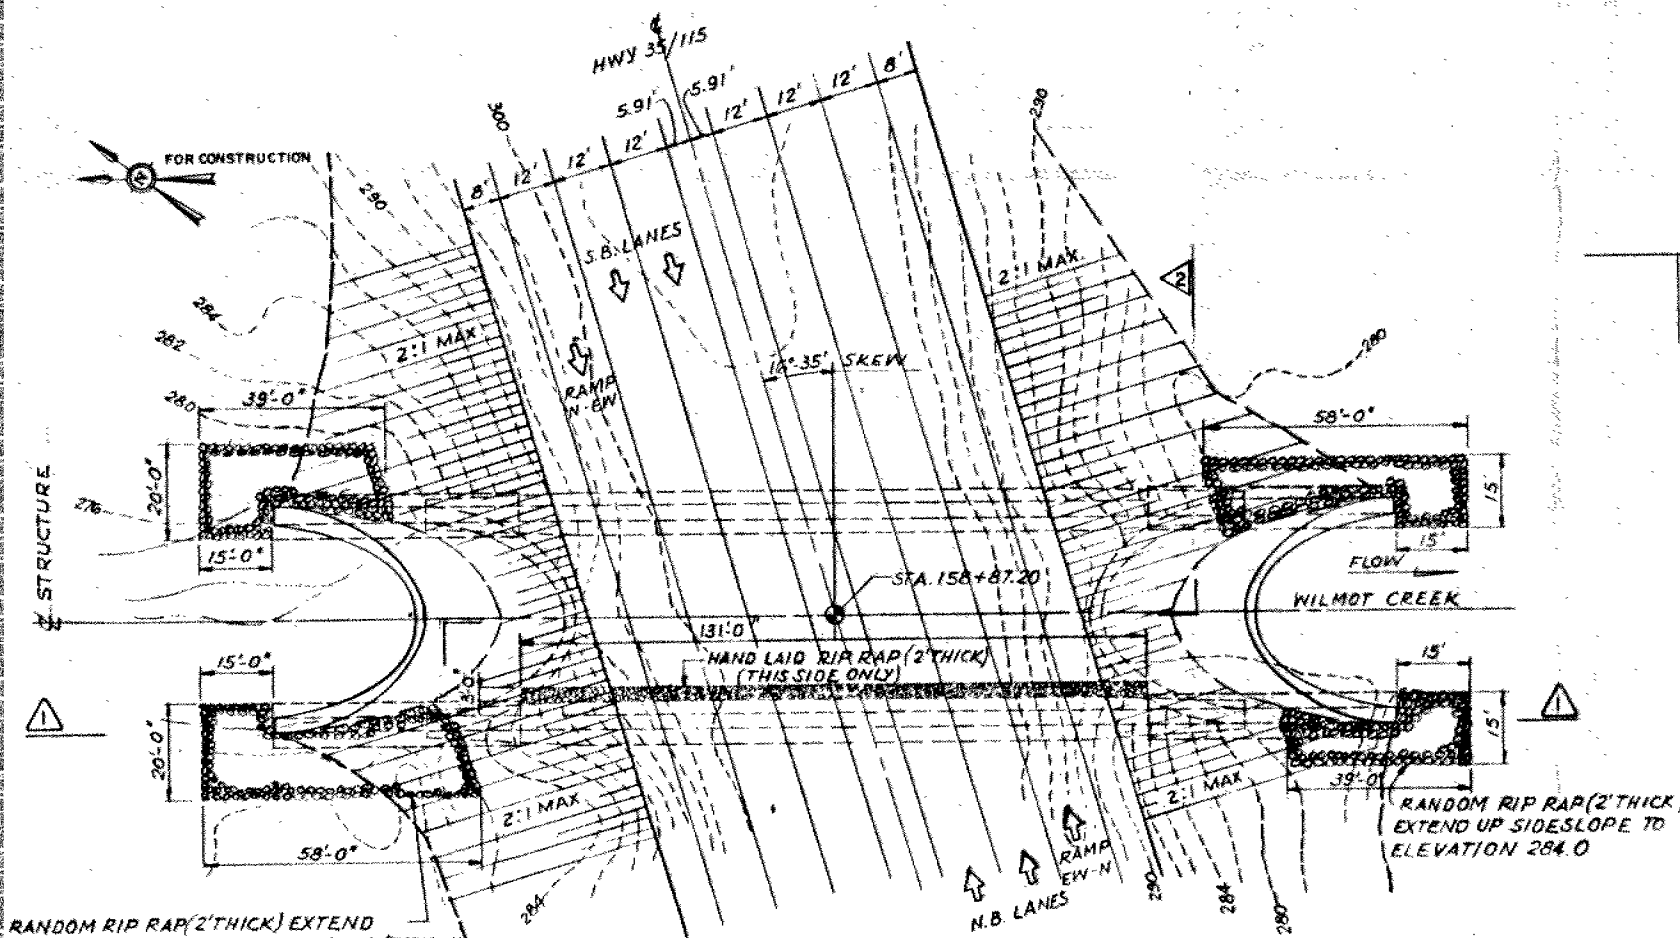 HWY 35/115
5.91'
5.91'
8'
12'
12'
12'
12'
12'
12'
8'
300
290
290
FOR CONSTRUCTION
S.B. LANES
2:1 MAX.
2
284
282
2:1 MAX
280
280
RAMP
N-EW
16°-35' SKEW
39'-0"
58'-0"
20'-0"
15'
276
15'-0"
15'
FLOW
℄ STRUCTURE
STA. 158+87.20
WILMOT CREEK
131'-0"
HAND LAID RIP RAP (2' THICK)
(THIS SIDE ONLY)
15'-0"
15'
1
1
20'-0"
15'
2:1 MAX
2:1 MAX
39'-0"
58'-0"
RANDOM RIP RAP (2' THICK
EXTEND UP SIDESLOPE TO
ELEVATION 284.0
RAMP
EW-N
N.B. LANES
284
290
284
280
RANDOM RIP RAP (2' THICK) EXTEND